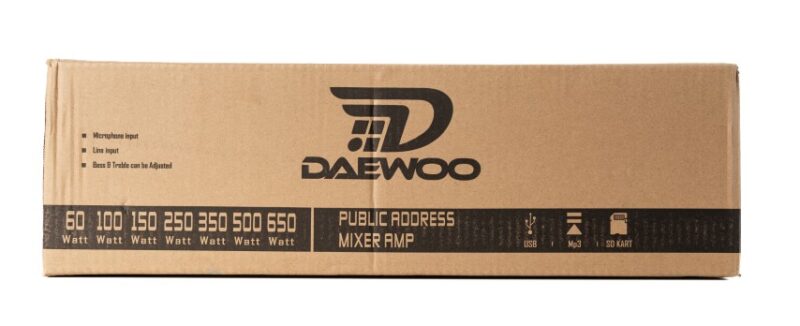 DAEWOO
Microphone input
Line input
Bass & Treble can be Adjusted
60 100 150 250 350 500 650
Watt Watt Watt Watt Watt Watt Watt
PUBLIC ADDRESS
MIXER AMP
USB Mp3 SD KART